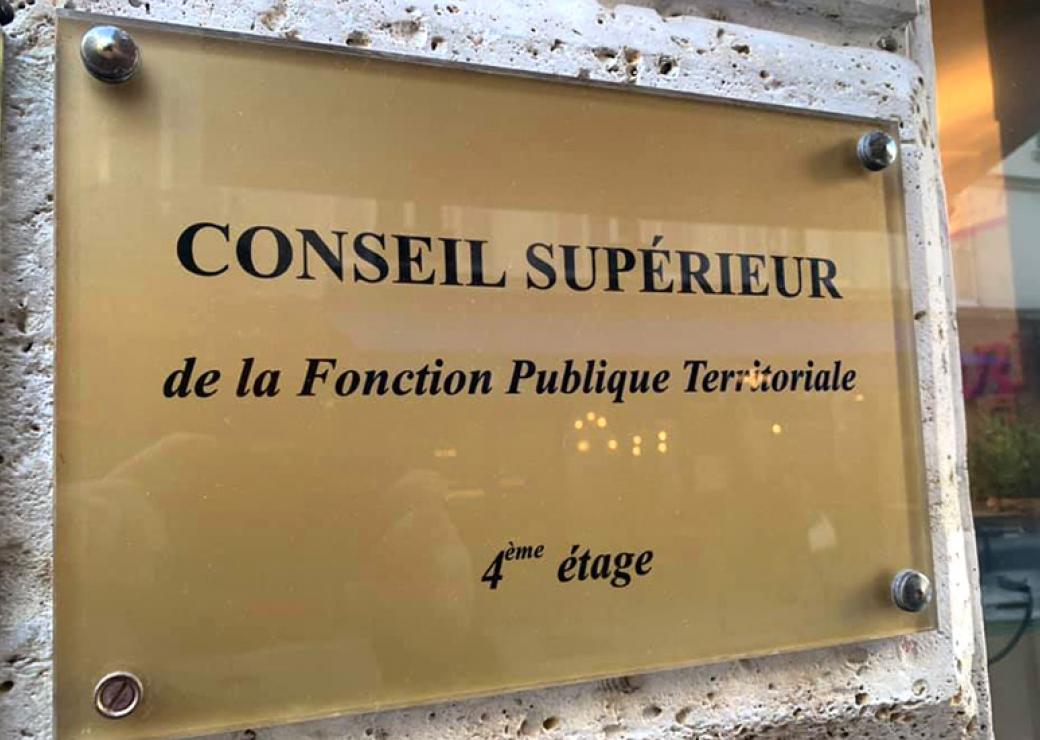 CONSEIL SUPÉRIEUR
de la Fonction Publique Territoriale
4ème étage